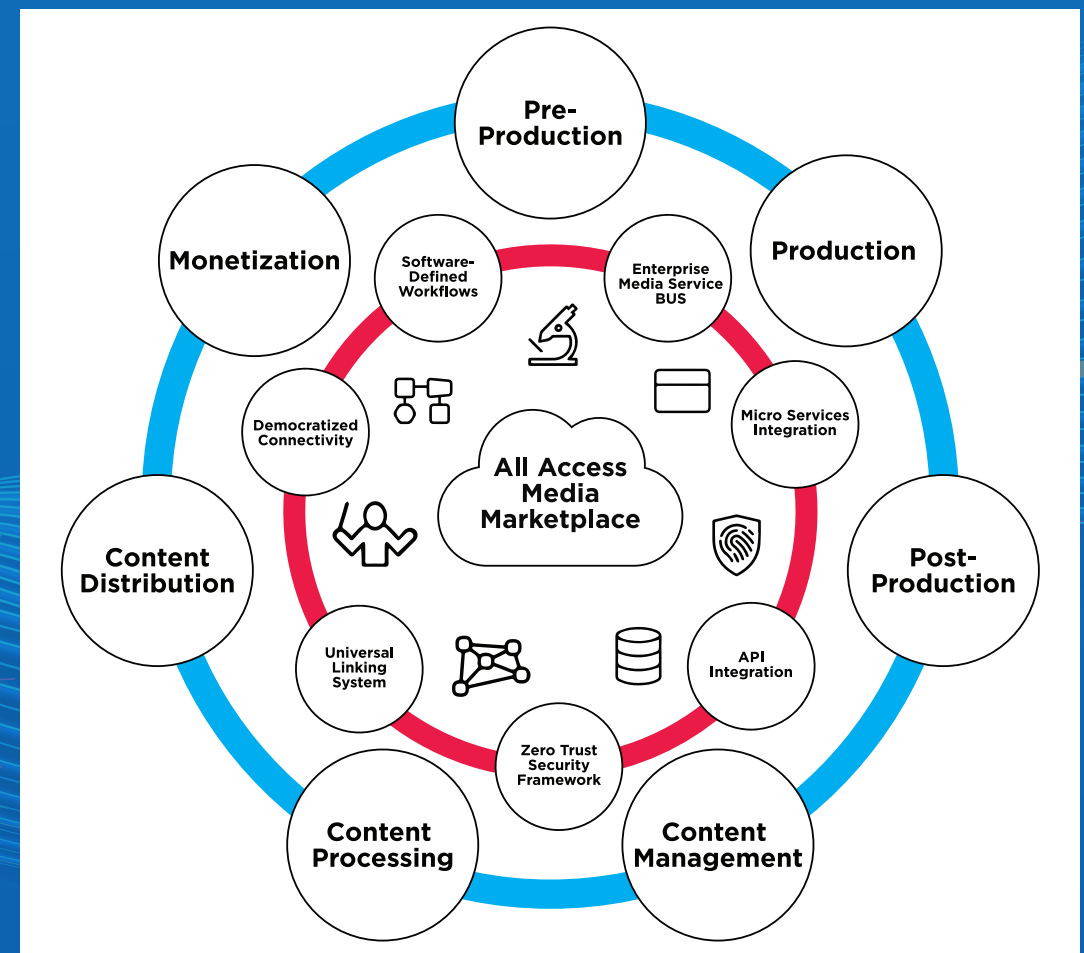 Pre-
Production
Production
Post-
Production
Content
Management
Content
Processing
Content
Distribution
Monetization
Software-
Defined
Workflows
Enterprise
Media Service
BUS
Micro Services
Integration
API
Integration
Zero Trust
Security
Framework
Universal
Linking
System
Democratized
Connectivity
All Access
Media
Marketplace